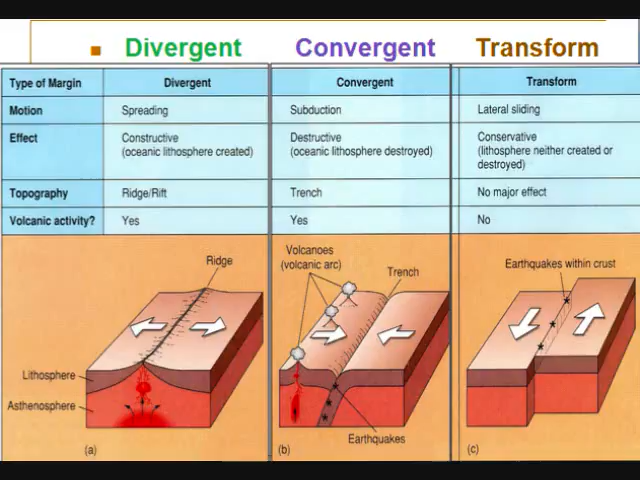 Divergent Convergent Transform
Type of Margin Divergent Convergent Transform
Motion Spreading Subduction Lateral sliding
Effect Constructive Destructive Conservative
(oceanic lithosphere created) (oceanic lithosphere destroyed) (lithosphere neither created or
destroyed)
Topography Ridge/Rift Trench No major effect
Volcanic activity? Yes Yes No
Ridge
Lithosphere
Asthenosphere
(a)
Volcanoes
(volcanic arc)
Trench
Earthquakes
(b)
Earthquakes within crust
(c)